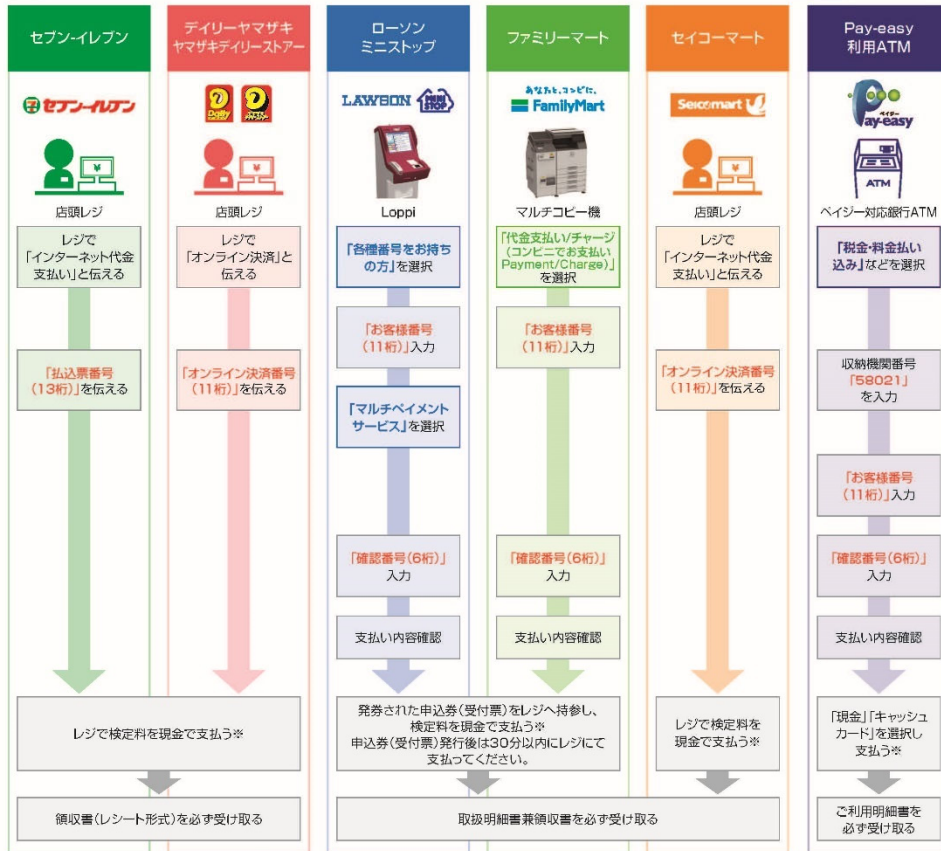 セブン-イレブン
セブン-イレブン
¥
店頭レジ
レジで
「インターネット代金
支払い」と伝える
「払込票番号
(13桁)」を伝える
デイリーヤマザキ
ヤマザキデイリーストアー
Daily
¥
店頭レジ
レジで
「オンライン決済」と
伝える
「オンライン決済番号
(11桁)」を伝える
レジで検定料を現金で支払う※
領収書(レシート形式)を必ず受け取る
ローソン
ミニストップ
LAWSON
MINI
STOP
Loppi
「各種番号をお持ち
の方」を選択
「お客様番号
(11桁)」入力
「マルチペイメント
サービス」を選択
「確認番号(6桁)」
入力
支払い内容確認
ファミリーマート
あなたと、コンビに、
FamilyMart
マルチコピー機
「代金支払い/チャージ
(コンビニでお支払い
Payment/Charge)」
を選択
「お客様番号
(11桁)」入力
「確認番号(6桁)」
入力
支払い内容確認
発券された申込券(受付票)をレジへ持参し、
検定料を現金で支払う※
申込券(受付票)発行後は30分以内にレジにて
支払ってください。
セイコーマート
Seicomart
¥
店頭レジ
レジで
「インターネット代金
支払い」と伝える
「オンライン決済番号
(11桁)」を伝える
レジで検定料を
現金で支払う※
取扱明細書兼領収書を必ず受け取る
Pay-easy
利用ATM
ペイジー
Pay-easy
ATM
ペイジー対応銀行ATM
「税金・料金払い
込み」などを選択
収納機関番号
「58021」
を入力
「お客様番号
(11桁)」入力
「確認番号(6桁)」
入力
支払い内容確認
「現金」「キャッシュ
カード」を選択し
支払う※
ご利用明細書を
必ず受け取る